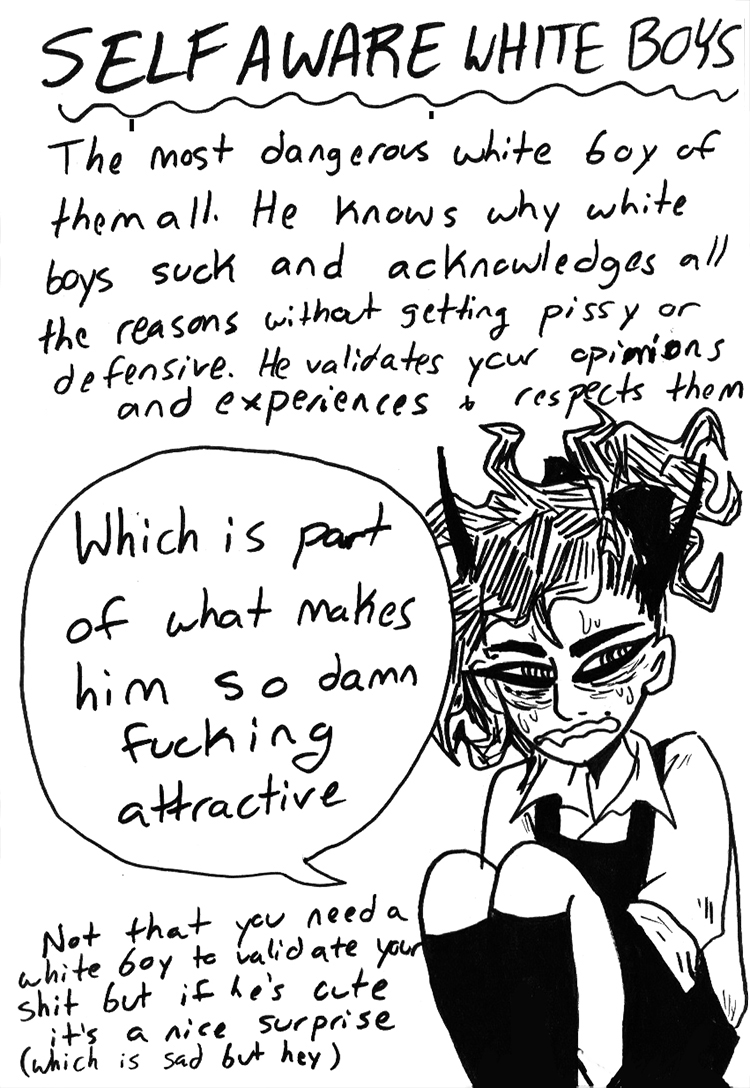 SELF AWARE WHITE BOYS
The most dangerous white boy of
them all. He knows why white
boys suck and acknowledges all
the reasons without getting pissy or
defensive. He validates your opinions
and experiences & respects them
Which is part
of what makes
him so damn
fucking
attractive
Not that you need a
white boy to validate your
shit but if he's cute
it's a nice surprise
(which is sad but hey)